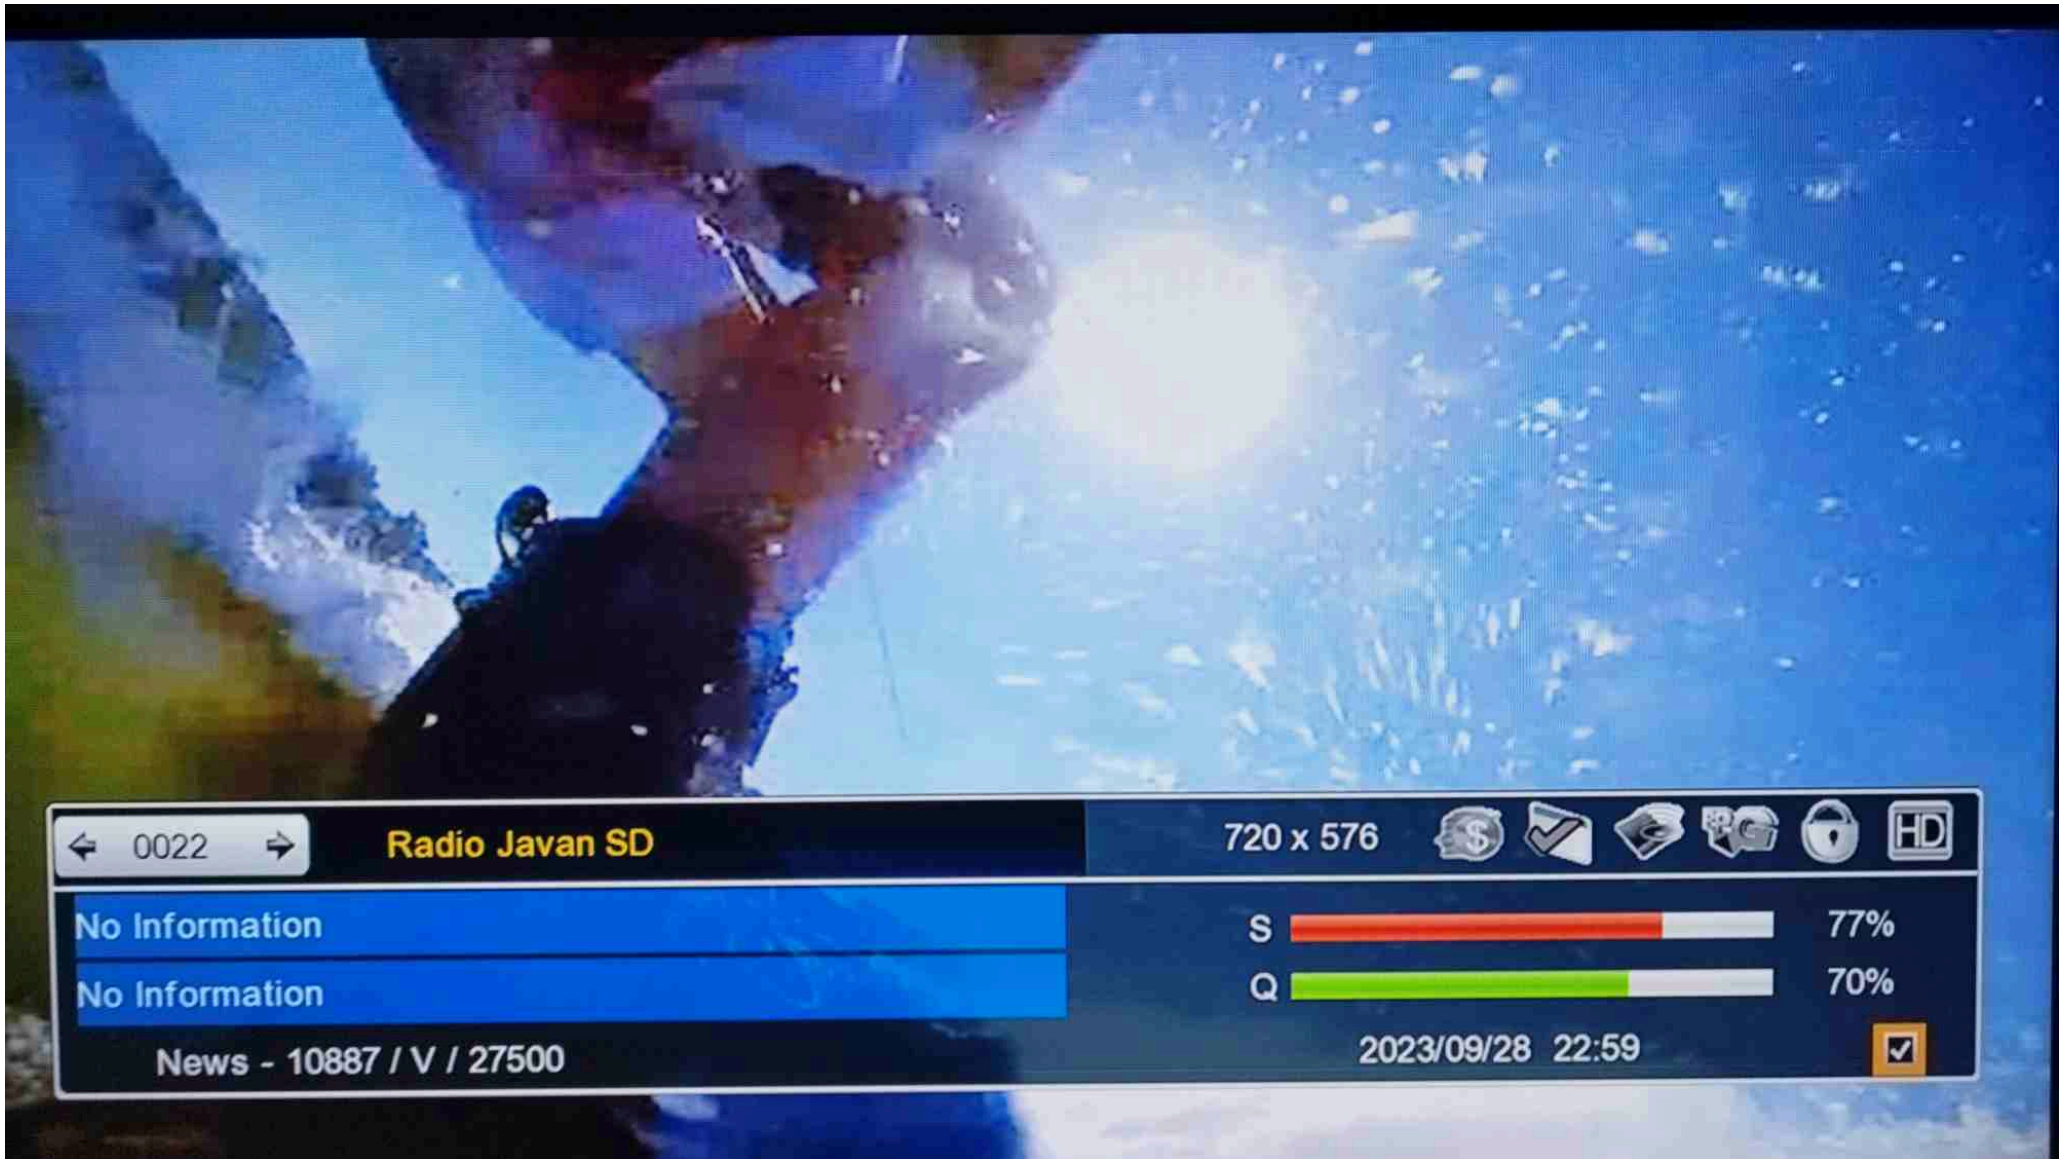 0022 Radio Javan SD 720 x 576 $ HD
No Information S 77%
No Information Q 70%
News - 10887 / V / 27500 2023/09/28 22:59